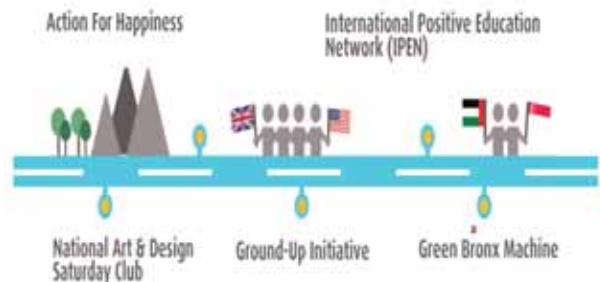 Action For Happiness
International Positive Education
Network (IPEN)
National Art & Design
Saturday Club
Ground-Up Initiative
Green Bronx Machine